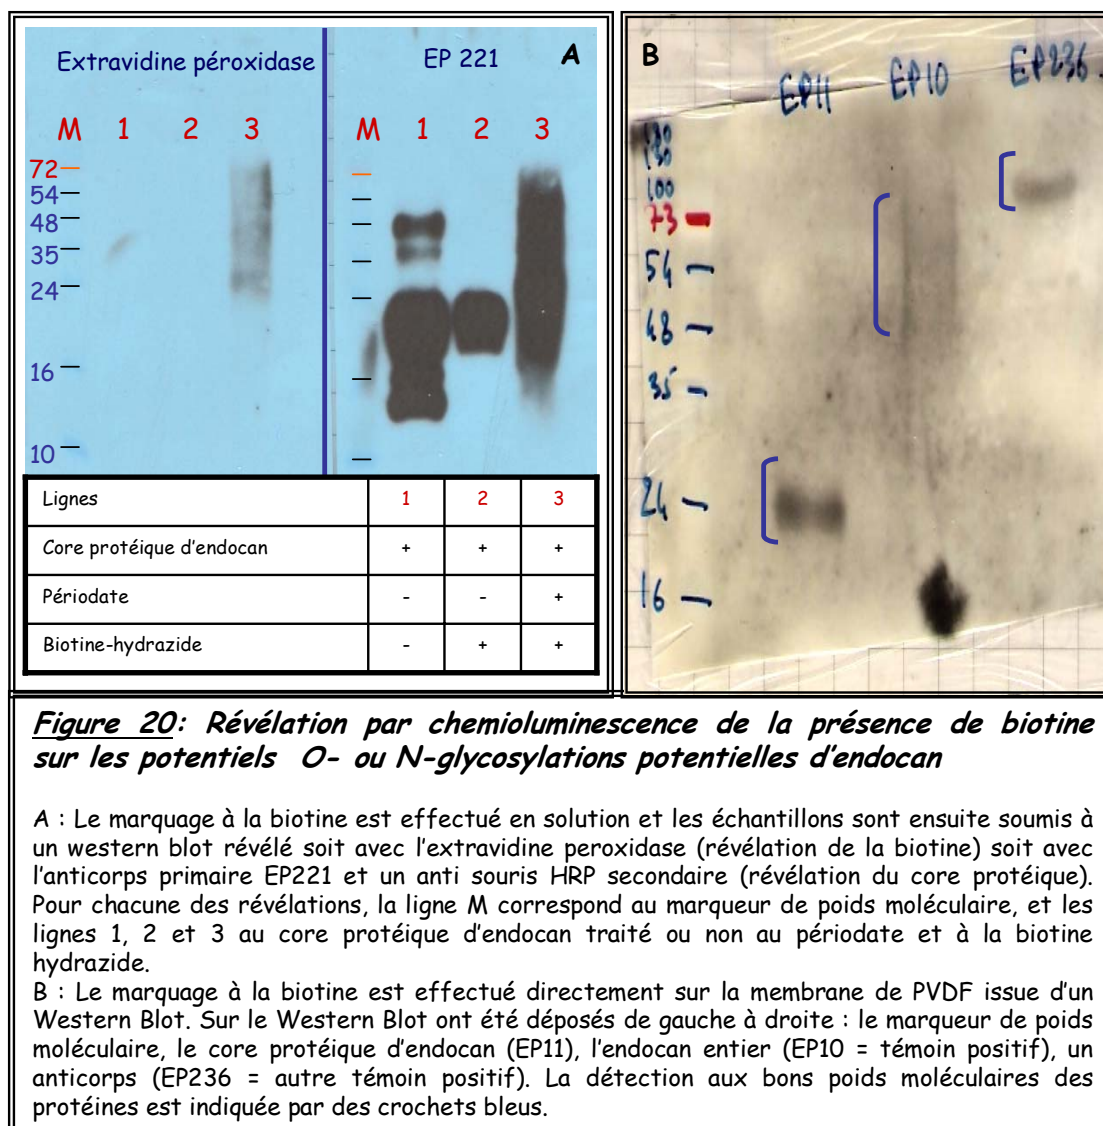 Extravidine péroxidase
EP 221
A
M 1 2 3
M 1 2 3
72
54
48
35
24
16
10
Lignes 1 2 3
Core protéique d'endocan + + +
Périodate - - +
Biotine-hydrazide - + +
B
EP11 EP10 EP236
130
100
73
54
48
35
24
16
Figure 20: Révélation par chemioluminescence de la présence de biotine
sur les potentiels O- ou N-glycosylations potentielles d'endocan
A : Le marquage à la biotine est effectué en solution et les échantillons sont ensuite soumis à
un western blot révélé soit avec l'extravidine peroxidase (révélation de la biotine) soit avec
l'anticorps primaire EP221 et un anti souris HRP secondaire (révélation du core protéique).
Pour chacune des révélations, la ligne M correspond au marqueur de poids moléculaire, et les
lignes 1, 2 et 3 au core protéique d'endocan traité ou non au périodate et à la biotine
hydrazide.
B : Le marquage à la biotine est effectué directement sur la membrane de PVDF issue d'un
Western Blot. Sur le Western Blot ont été déposés de gauche à droite : le marqueur de poids
moléculaire, le core protéique d'endocan (EP11), l'endocan entier (EP10 = témoin positif), un
anticorps (EP236 = autre témoin positif). La détection aux bons poids moléculaires des
protéines est indiquée par des crochets bleus.